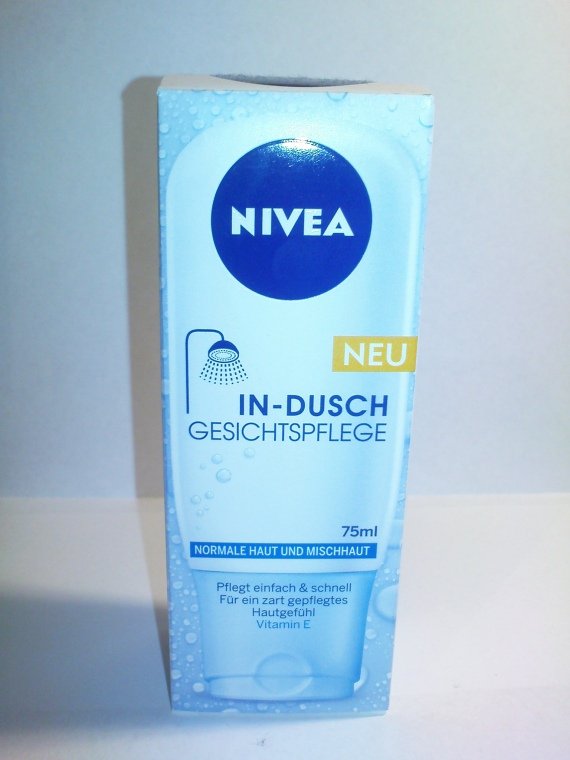 NIVEA
NEU
IN-DUSCH
GESICHTSPFLEGE
75ml
NORMALE HAUT UND MISCHHAUT
Pflegt einfach & schnell
Für ein zart gepflegtes
Hautgefühl
Vitamin E